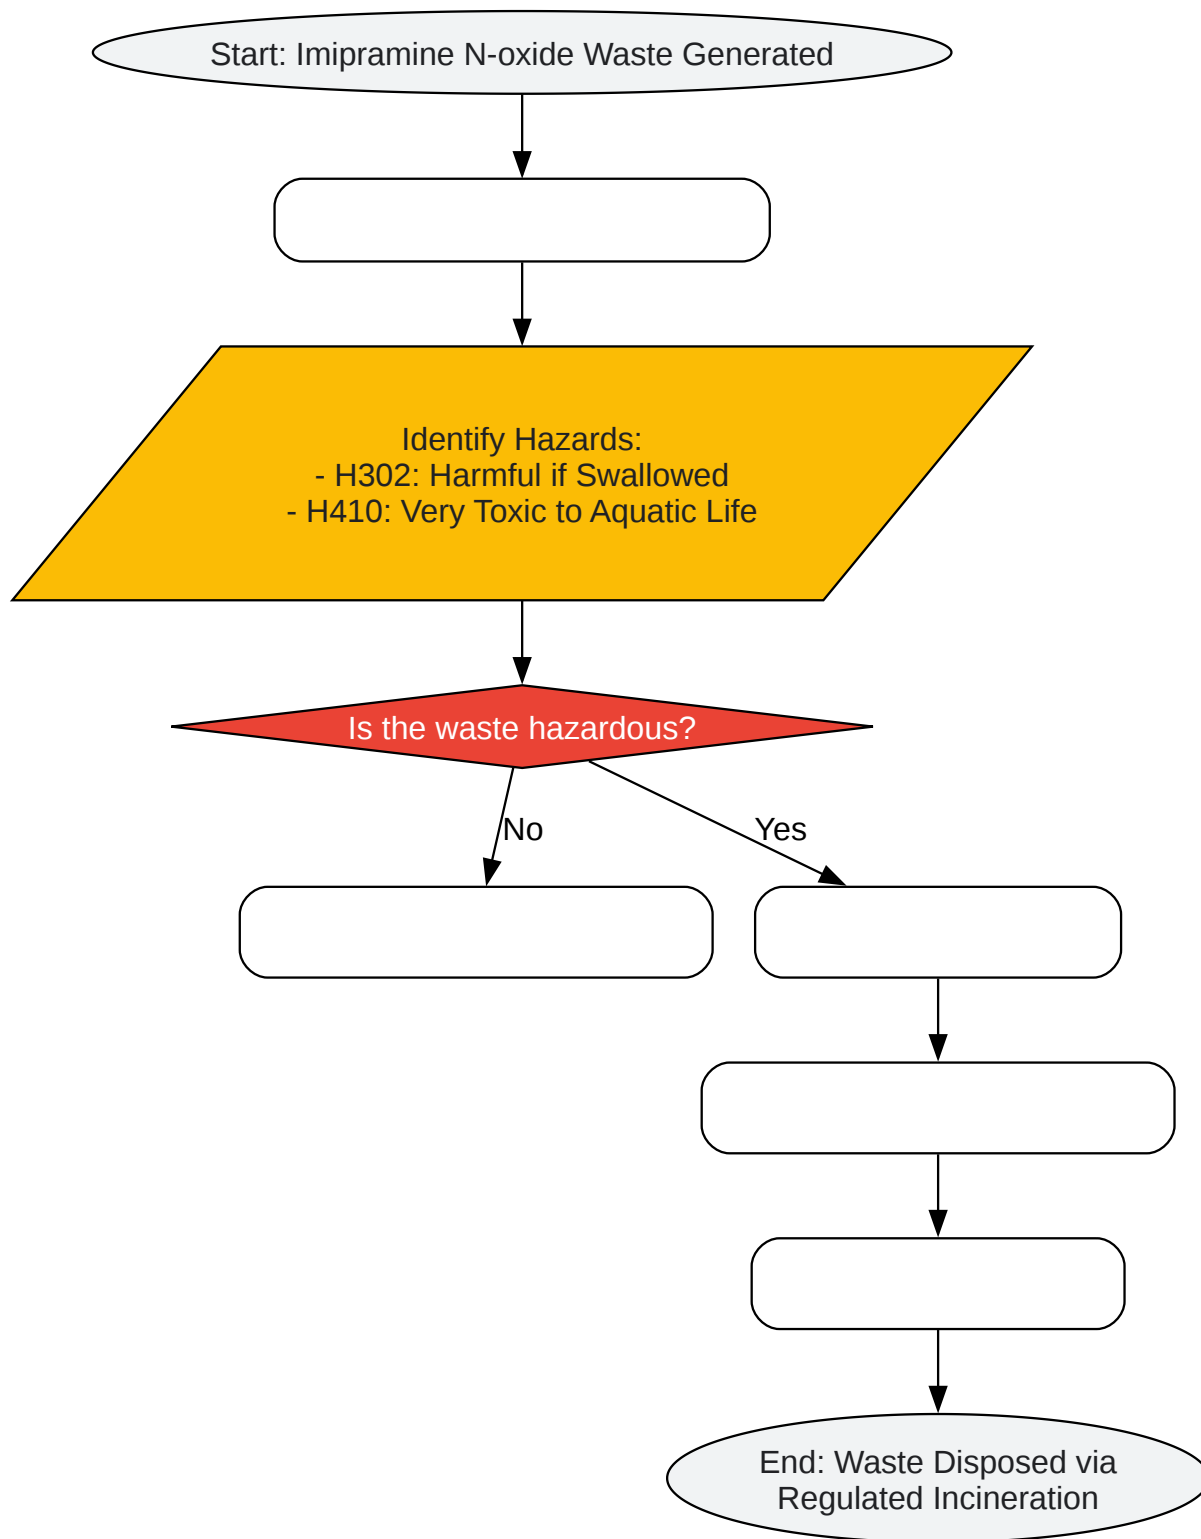 Start: Imipramine N-oxide Waste Generated
Identify Hazards:
- H302: Harmful if Swallowed
- H410: Very Toxic to Aquatic Life
Is the waste hazardous?
No
Yes
End: Waste Disposed via
Regulated Incineration